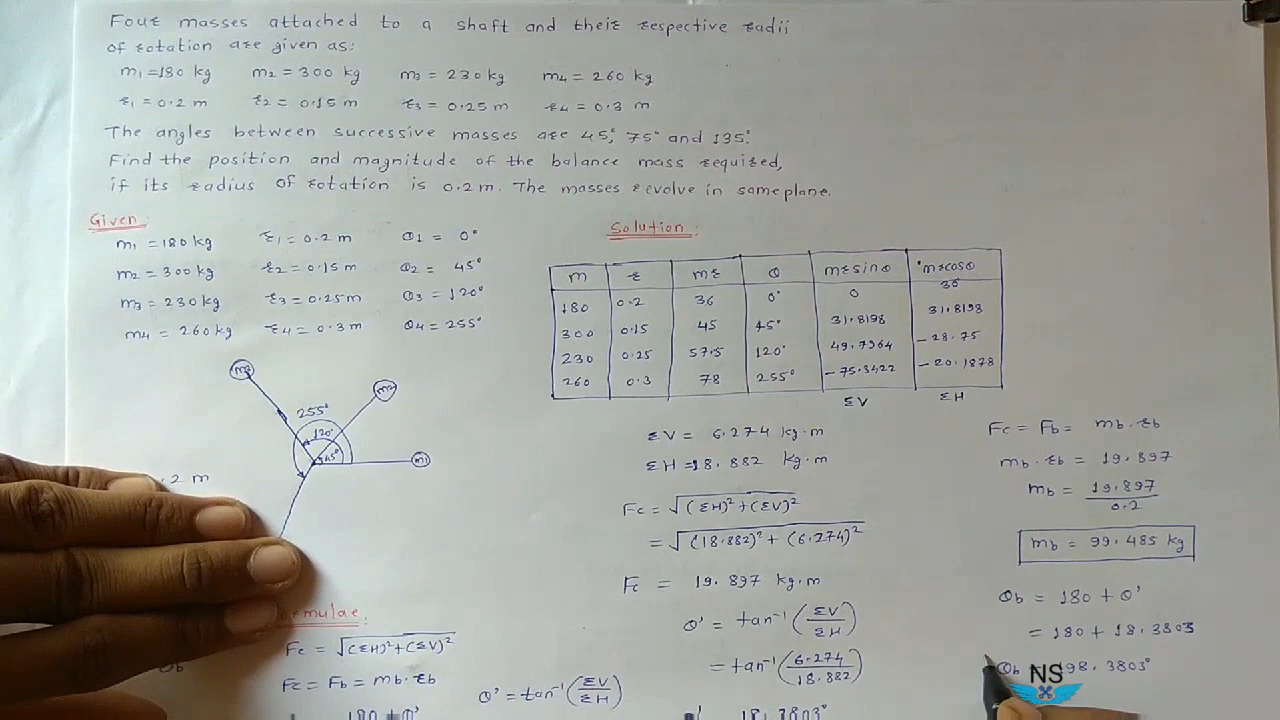 Four masses attached to a shaft and their respective radii
of rotation are given as:
m1 = 180 kg m2 = 300 kg m3 = 230 kg m4 = 260 kg
r1 = 0.2 m r2 = 0.15 m r3 = 0.25 m r4 = 0.3 m
The angles between successive masses are 45°, 75° and 135°.
Find the position and magnitude of the balance mass required,
if its radius of rotation is 0.2 m. The masses revolve in same plane.
Given:
m1 = 180 kg r1 = 0.2 m θ1 = 0°
m2 = 300 kg r2 = 0.15 m θ2 = 45°
m3 = 230 kg r3 = 0.25 m θ3 = 120°
m4 = 260 kg r4 = 0.3 m θ4 = 255°
m3
m2
255°
120°
45°
m1
.2 m
rmulae:
Fc = √(ΣH)²+(ΣV)²
θb
Fc = Fb = mb.rb
θ' = tan⁻¹(ΣV/ΣH)
180 + θ'
Solution:
m r mr θ mrsinθ mrcosθ
180 0.2 36 0° 0 36
300 0.15 45 45° 31.8198 31.8198
230 0.25 57.5 120° 49.7964 -28.75
260 0.3 78 255° -75.3422 -20.1878
ΣV ΣH
ΣV = 6.274 kg.m
ΣH = 18.882 kg.m
Fc = √(ΣH)²+(ΣV)²
= √(18.882)² + (6.274)²
Fc = 19.897 kg.m
θ' = tan⁻¹(ΣV/ΣH)
= tan⁻¹(6.274/18.882)
18.3803°
Fc = Fb = mb.rb
mb.rb = 19.897
mb = 19.897/0.2
mb = 99.485 kg
θb = 180 + θ'
= 180 + 18.3803
θb 98.3803°
NS